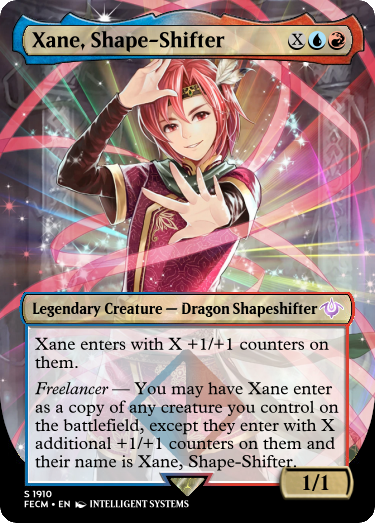 Xane, Shape-Shifter X
Legendary Creature — Dragon Shapeshifter
Xane enters with X +1/+1 counters on
them.
Freelancer — You may have Xane enter
as a copy of any creature you control on
the battlefield, except they enter with X
additional +1/+1 counters on them and
their name is Xane, Shape-Shifter.
1/1
S 1910
FECM • EN INTELLIGENT SYSTEMS